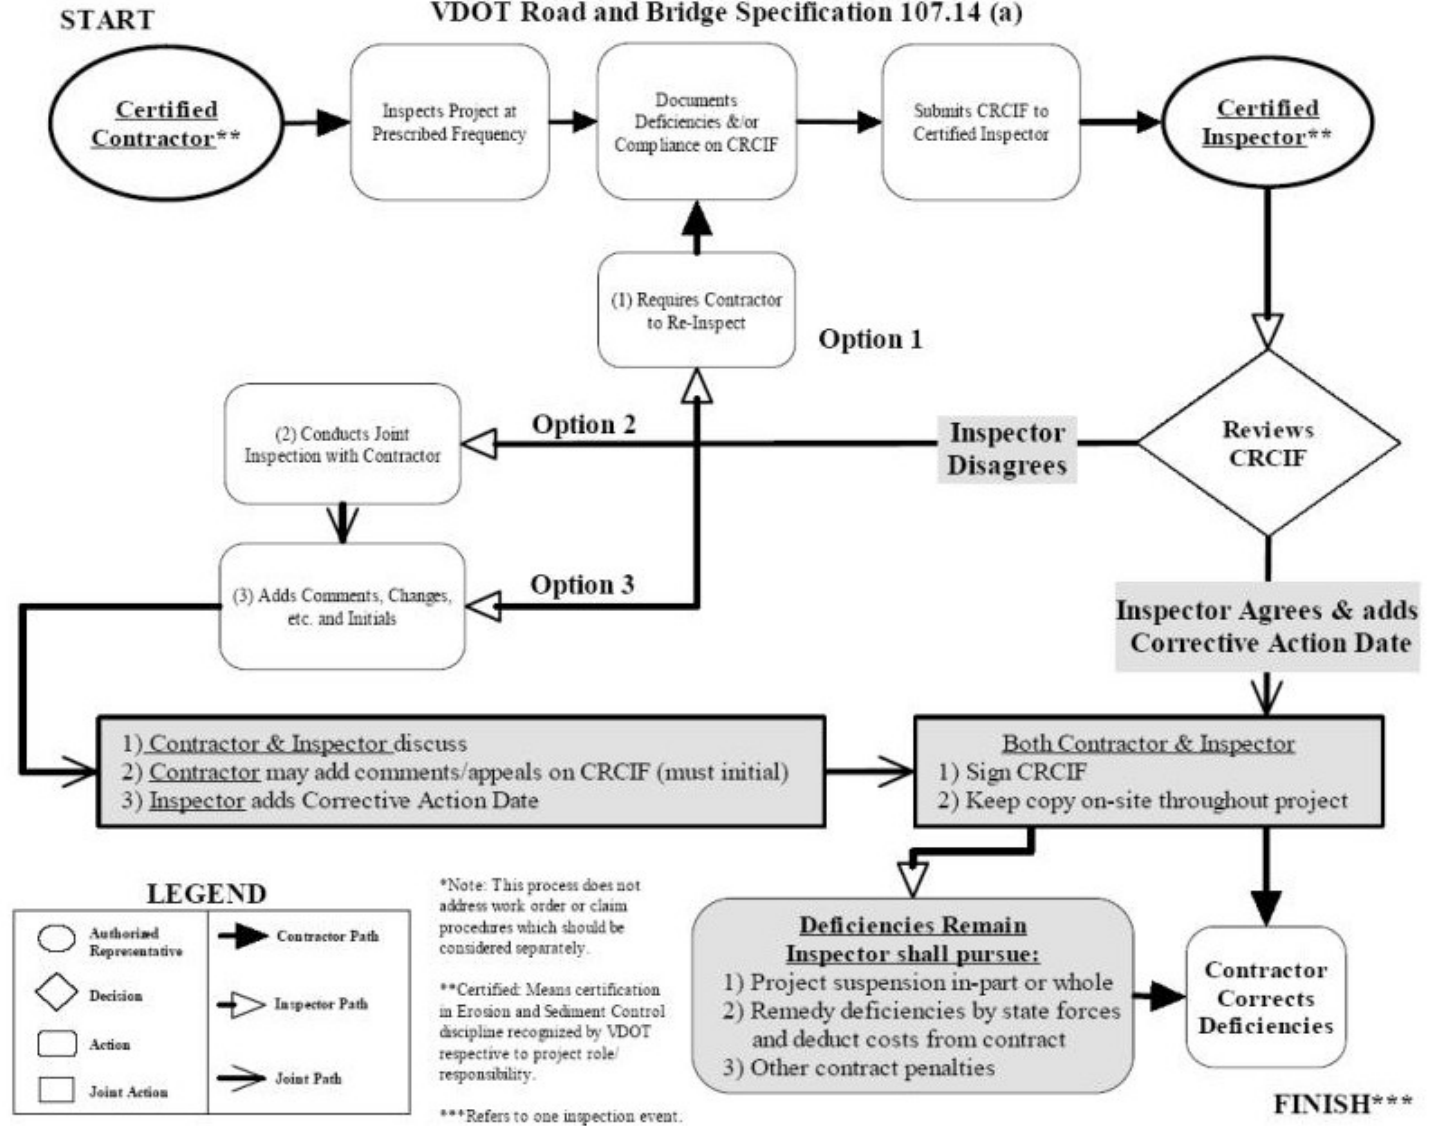 VDOT Road and Bridge Specification 107.14 (a)
START
Certified
Contractor**
Inspects Project at
Prescribed Frequency
Documents
Deficiencies &/or
Compliance on CRCIF
Submits CRCIF to
Certified Inspector
Certified
Inspector**
(1) Requires Contractor
to Re-Inspect
Option 1
(2) Conducts Joint
Inspection with Contractor
Option 2
Inspector
Disagrees
Reviews
CRCIF
(3) Adds Comments, Changes,
etc. and Initials
Option 3
Inspector Agrees & adds
Corrective Action Date
1) Contractor & Inspector discuss
2) Contractor may add comments/appeals on CRCIF (must initial)
3) Inspector adds Corrective Action Date
Both Contractor & Inspector
1) Sign CRCIF
2) Keep copy on-site throughout project
LEGEND
Authorized
Representative
Decision
Action
Joint Action
Contractor Path
Inspector Path
Joint Path
*Note: This process does not
address work order or claim
procedures which should be
considered separately.
**Certified: Means certification
in Erosion and Sediment Control
discipline recognized by VDOT
respective to project role/
responsibility.
***Refers to one inspection event.
Deficiencies Remain
Inspector shall pursue:
1) Project suspension in-part or whole
2) Remedy deficiencies by state forces
and deduct costs from contract
3) Other contract penalties
Contractor
Corrects
Deficiencies
FINISH***